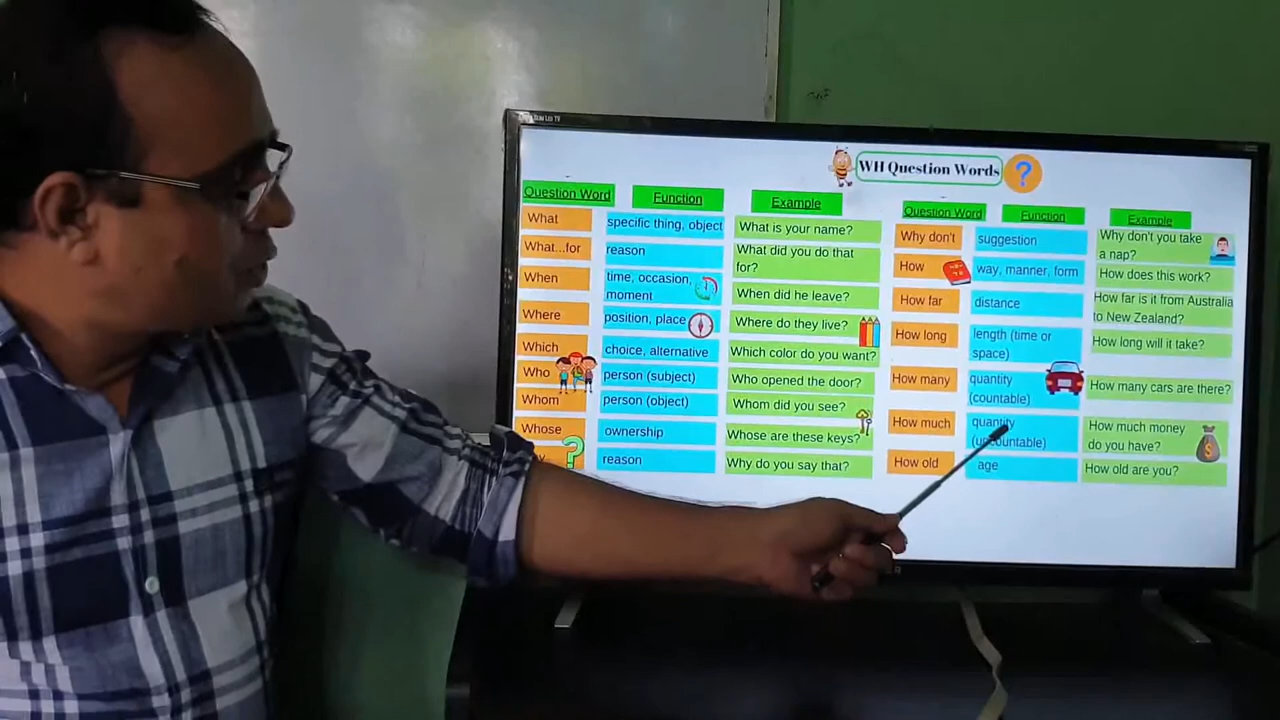 WH Question Words
?
Question Word Function Example
What specific thing, object What is your name?
What...for reason What did you do that
for?
When time, occasion,
moment When did he leave?
Where position, place Where do they live?
Which choice, alternative Which color do you want?
Who person (subject) Who opened the door?
Whom person (object) Whom did you see?
Whose ownership Whose are these keys?
reason Why do you say that?
Question Word Function Example
Why don't suggestion Why don't you take
a nap?
How way, manner, form How does this work?
How far distance How far is it from Australia
to New Zealand?
How long length (time or
space) How long will it take?
How many quantity
(countable) How many cars are there?
How much quantity
(uncountable) How much money
do you have?
How old age How old are you?